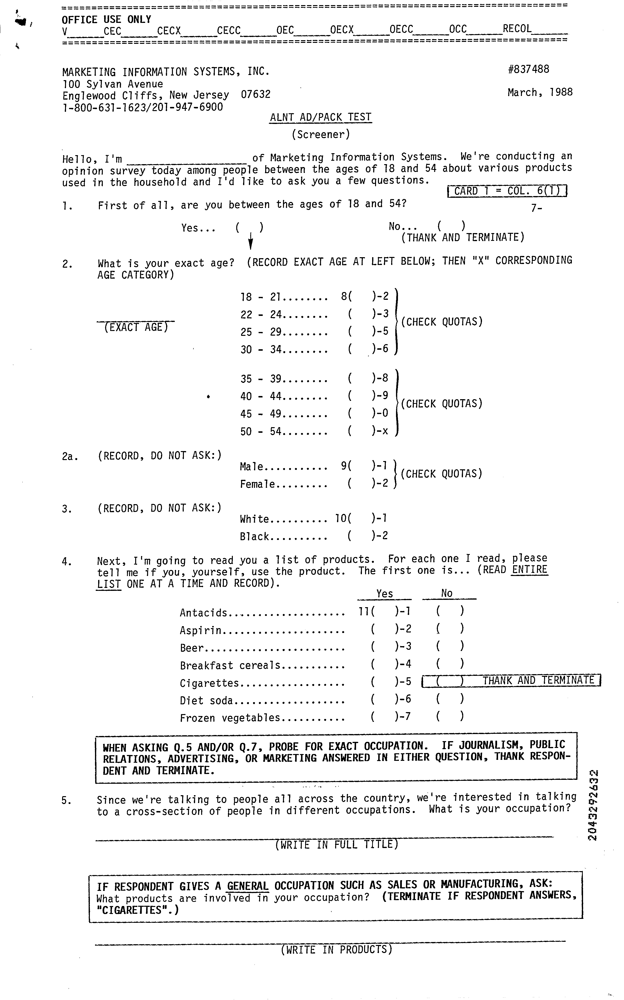 OFFICE USE ONLY
V______CEC______CECX______CECC______OEC______OECX______OECC______OCC______RECOL______
MARKETING INFORMATION SYSTEMS, INC. #837488
100 Sylvan Avenue
Englewood Cliffs, New Jersey 07632 March, 1988
1-800-631-1623/201-947-6900
ALNT AD/PACK TEST
(Screener)
Hello, I'm ____________________ of Marketing Information Systems. We're conducting an
opinion survey today among people between the ages of 18 and 54 about various products
used in the household and I'd like to ask you a few questions.
CARD 1 = COL. 6(1)
1. First of all, are you between the ages of 18 and 54? 7-
Yes... ( ) No... ( )
(THANK AND TERMINATE)
2. What is your exact age? (RECORD EXACT AGE AT LEFT BELOW; THEN "X" CORRESPONDING
AGE CATEGORY)
18 - 21........ 8( )-2
22 - 24........ ( )-3
(EXACT AGE) (CHECK QUOTAS)
25 - 29........ ( )-5
30 - 34........ ( )-6
35 - 39........ ( )-8
40 - 44........ ( )-9
(CHECK QUOTAS)
45 - 49........ ( )-0
50 - 54........ ( )-x
2a. (RECORD, DO NOT ASK:)
Male.......... 9( )-1
(CHECK QUOTAS)
Female......... ( )-2
3. (RECORD, DO NOT ASK:)
White.......... 10( )-1
Black.......... ( )-2
4. Next, I'm going to read you a list of products. For each one I read, please
tell me if you, yourself, use the product. The first one is... (READ ENTIRE
LIST ONE AT A TIME AND RECORD).
Yes No
Antacids.................... 11( )-1 ( )
Aspirin..................... ( )-2 ( )
Beer........................ ( )-3 ( )
Breakfast cereals........... ( )-4 ( )
Cigarettes.................. ( )-5 ( ) THANK AND TERMINATE
Diet soda................... ( )-6 ( )
Frozen vegetables........... ( )-7 ( )
WHEN ASKING Q.5 AND/OR Q.7, PROBE FOR EXACT OCCUPATION. IF JOURNALISM, PUBLIC
RELATIONS, ADVERTISING, OR MARKETING ANSWERED IN EITHER QUESTION, THANK RESPON-
DENT AND TERMINATE.
5. Since we're talking to people all across the country, we're interested in talking
to a cross-section of people in different occupations. What is your occupation?
(WRITE IN FULL TITLE)
IF RESPONDENT GIVES A GENERAL OCCUPATION SUCH AS SALES OR MANUFACTURING, ASK:
What products are involved in your occupation? (TERMINATE IF RESPONDENT ANSWERS,
"CIGARETTES".)
(WRITE IN PRODUCTS)
2043292632